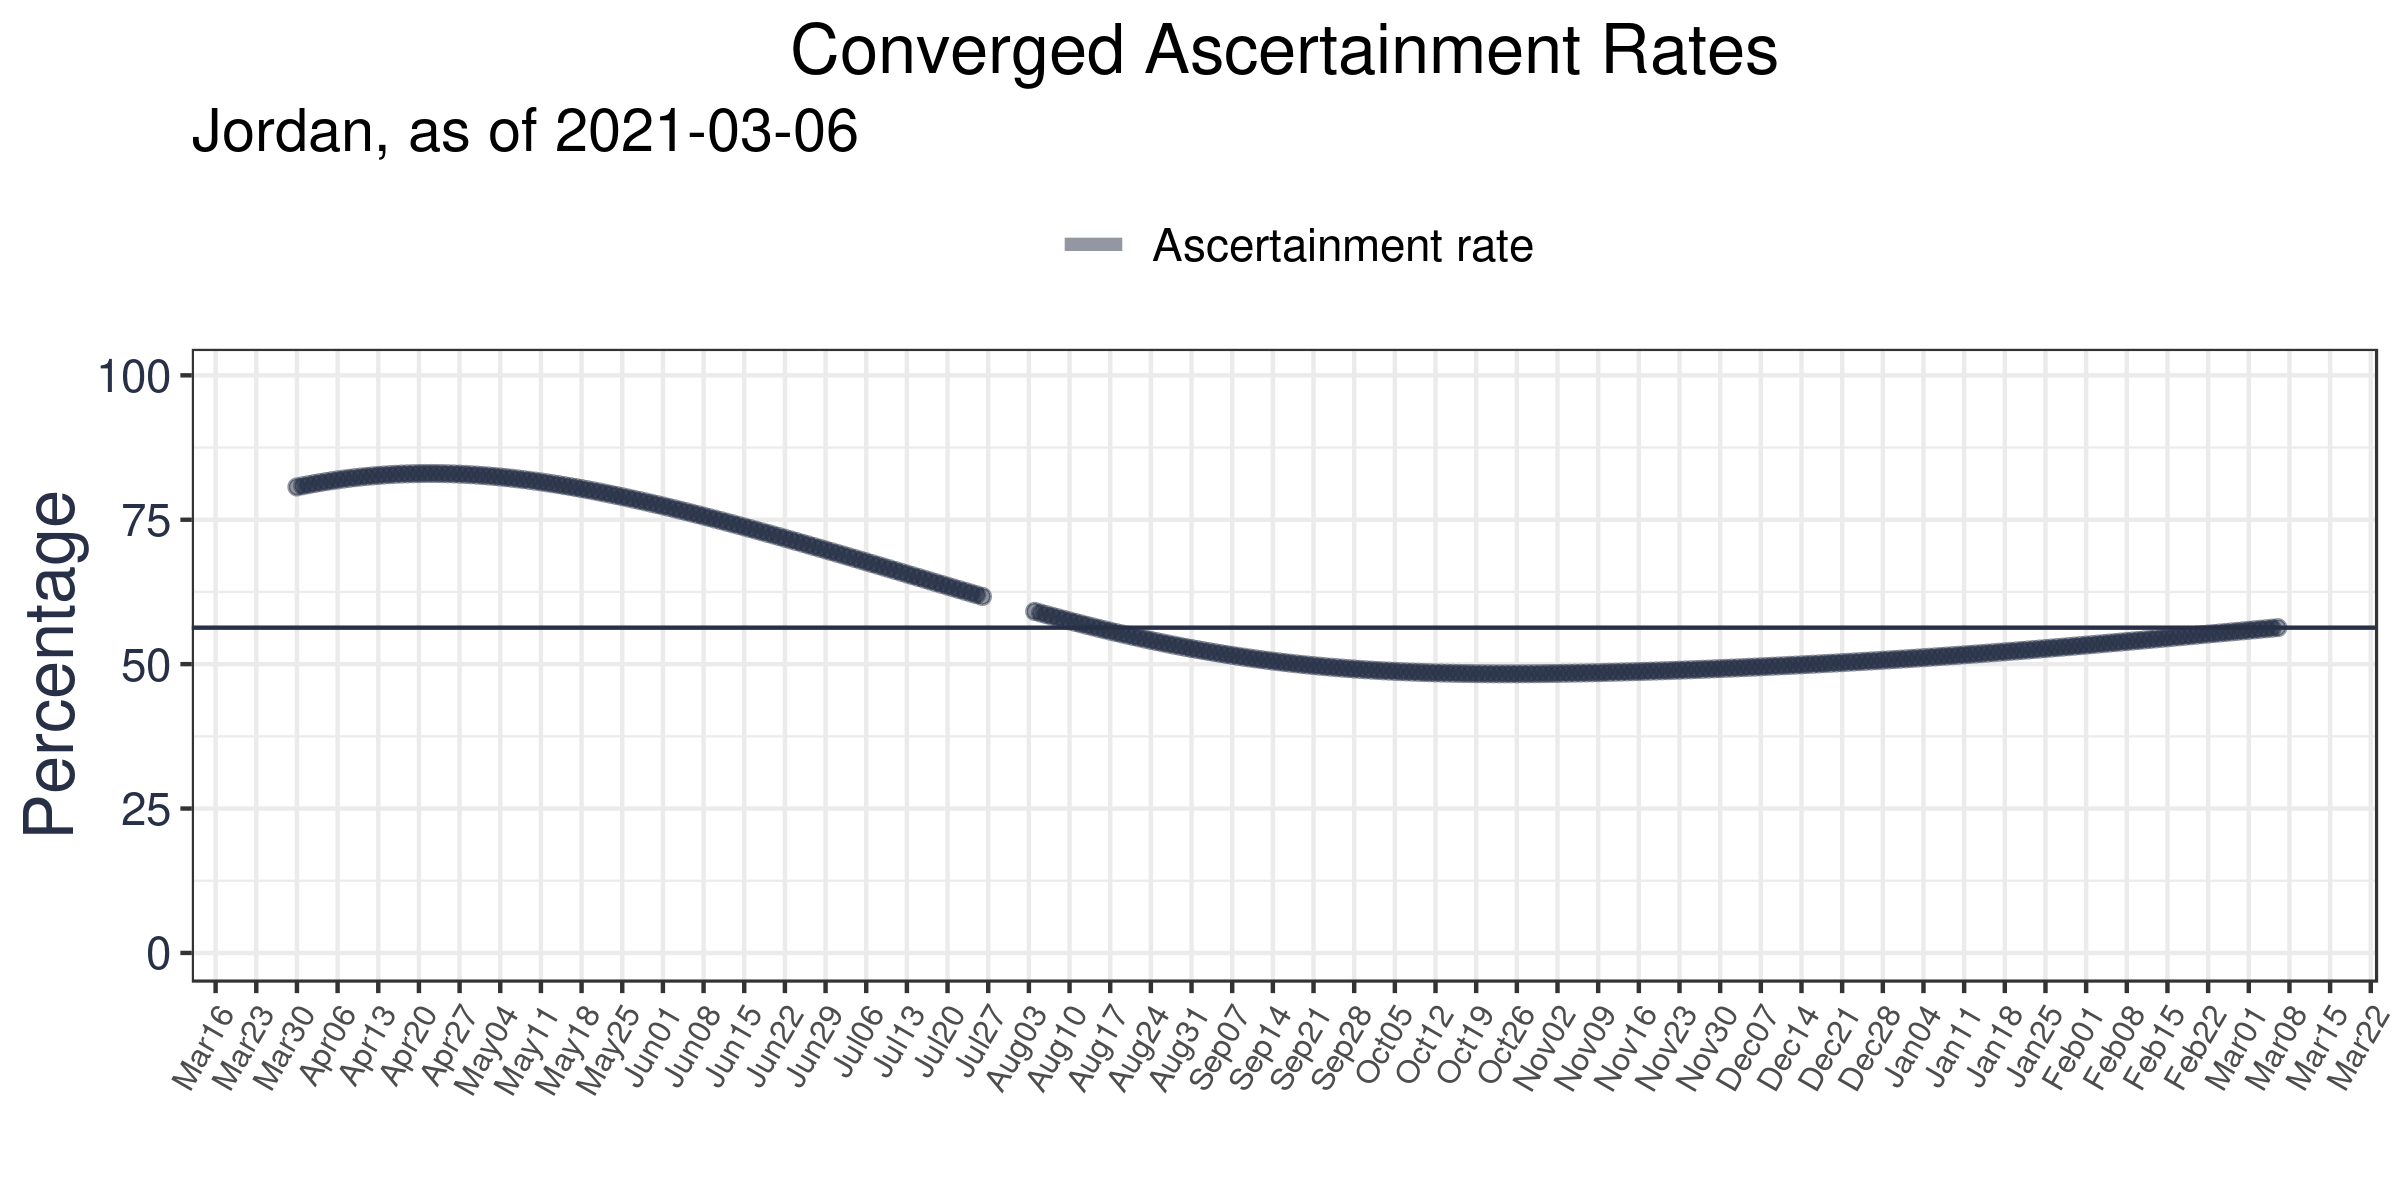 Converged Ascertainment Rates
Jordan, as of 2021-03-06
Ascertainment rate
Percentage
100
75
50
25
0
Mar16 Mar23 Mar30 Apr06 Apr13 Apr20 Apr27 May04 May11 May18 May25 Jun01 Jun08 Jun15 Jun22 Jun29 Jul06 Jul13 Jul20 Jul27 Aug03 Aug10 Aug17 Aug24 Aug31 Sep07 Sep14 Sep21 Sep28 Oct05 Oct12 Oct19 Oct26 Nov02 Nov09 Nov16 Nov23 Nov30 Dec07 Dec14 Dec21 Dec28 Jan04 Jan11 Jan18 Jan25 Feb01 Feb08 Feb15 Feb22 Mar01 Mar08 Mar15 Mar22